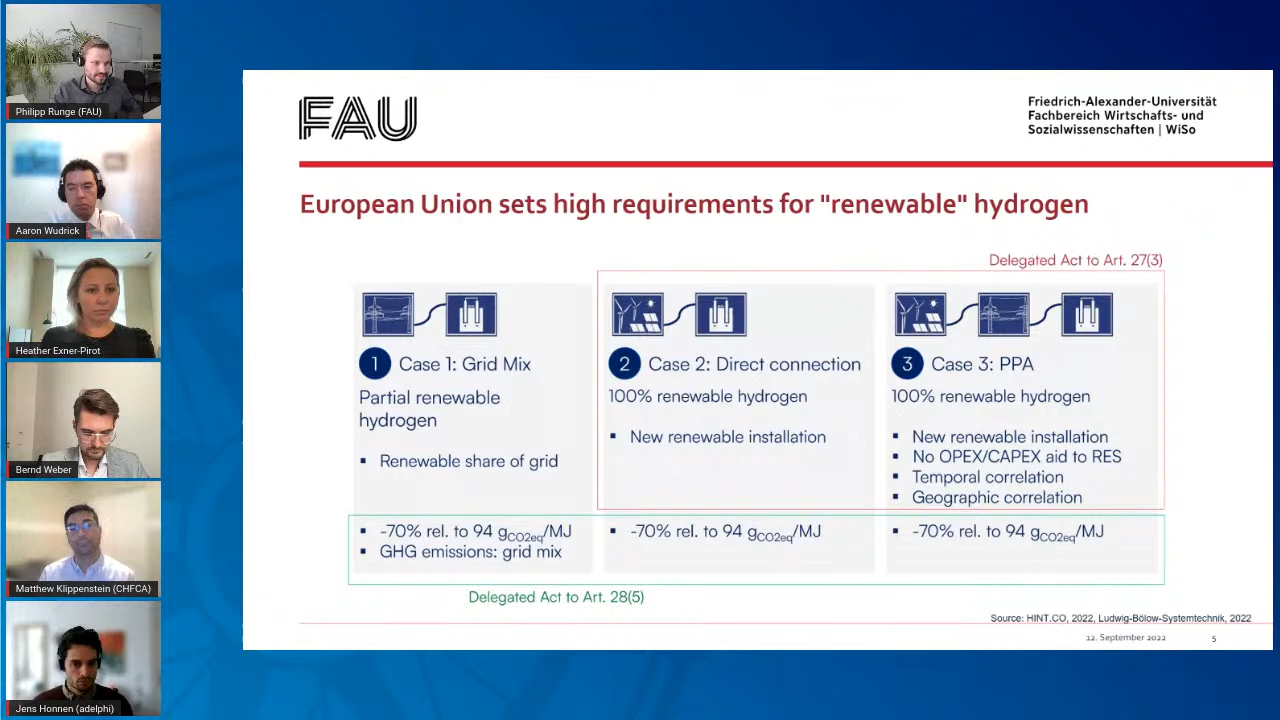 Philipp Runge (FAU)
Aaron Wudrick
Heather Exner-Pirot
Bernd Weber
Matthew Klippenstein (CHFCA)
Jens Honnen (adelphi)
FAU
Friedrich-Alexander-Universität
Fachbereich Wirtschafts- und
Sozialwissenschaften | WiSo
European Union sets high requirements for "renewable" hydrogen
Delegated Act to Art. 27(3)
1 Case 1: Grid Mix
Partial renewable
hydrogen
▪ Renewable share of grid
▪ -70% rel. to 94 gCO2eq/MJ
▪ GHG emissions: grid mix
2 Case 2: Direct connection
100% renewable hydrogen
▪ New renewable installation
▪ -70% rel. to 94 gCO2eq/MJ
3 Case 3: PPA
100% renewable hydrogen
▪ New renewable installation
▪ No OPEX/CAPEX aid to RES
▪ Temporal correlation
▪ Geographic correlation
▪ -70% rel. to 94 gCO2eq/MJ
Delegated Act to Art. 28(5)
Source: HINT.CO, 2022, Ludwig-Bölow-Systemtechnik, 2022
12. September 2022 5